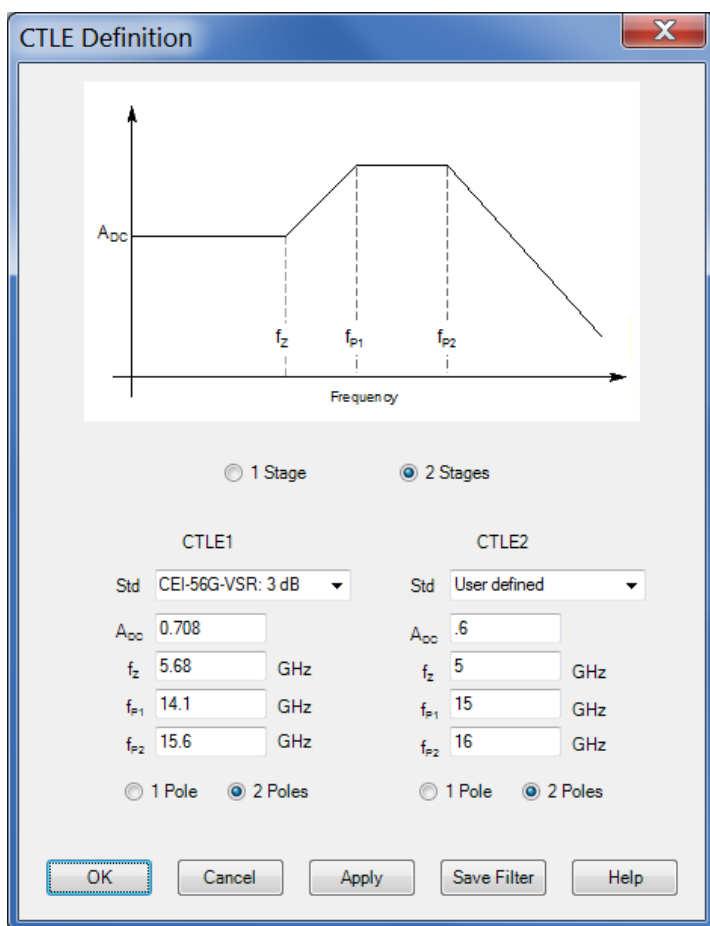 CTLE Definition
X
ADC
fZ
fP1
fP2
Frequency
1 Stage
2 Stages
CTLE1
CTLE2
Std CEI-56G-VSR: 3 dB
Std User defined
ADC 0.708
ADC .6
fZ 5.68 GHz
fZ 5 GHz
fP1 14.1 GHz
fP1 15 GHz
fP2 15.6 GHz
fP2 16 GHz
1 Pole
2 Poles
1 Pole
2 Poles
OK
Cancel
Apply
Save Filter
Help